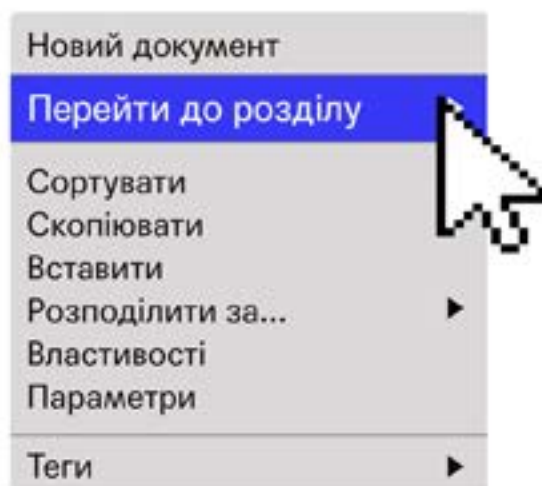 Новий документ
Перейти до розділу
Сортувати
Скопіювати
Вставити
Розподілити за...
Властивості
Параметри
Теги